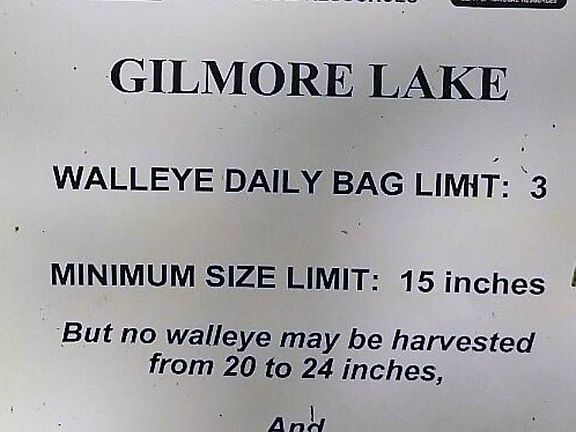 GILMORE LAKE
WALLEYE DAILY BAG LIMIT: 3
MINIMUM SIZE LIMIT: 15 inches
But no walleye may be harvested
from 20 to 24 inches,
And